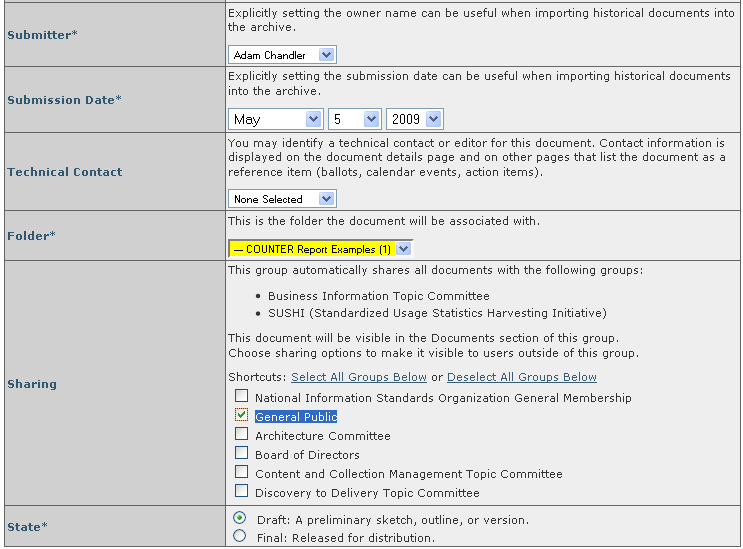 Explicitly setting the owner name can be useful when importing historical documents into
the archive.
Submitter*
Adam Chandler
Explicitly setting the submission date can be useful when importing historical documents
into the archive.
Submission Date*
May 5 2009
You may identify a technical contact or editor for this document. Contact information is
displayed on the document details page and on other pages that list the document as a
reference item (ballots, calendar events, action items).
Technical Contact
None Selected
This is the folder the document will be associated with.
Folder*
— COUNTER Report Examples (1)
This group automatically shares all documents with the following groups:
• Business Information Topic Committee
• SUSHI (Standardized Usage Statistics Harvesting Initiative)
This document will be visible in the Documents section of this group.
Choose sharing options to make it visible to users outside of this group.
Sharing
Shortcuts: Select All Groups Below or Deselect All Groups Below
National Information Standards Organization General Membership
General Public
Architecture Committee
Board of Directors
Content and Collection Management Topic Committee
Discovery to Delivery Topic Committee
State*
Draft: A preliminary sketch, outline, or version.
Final: Released for distribution.